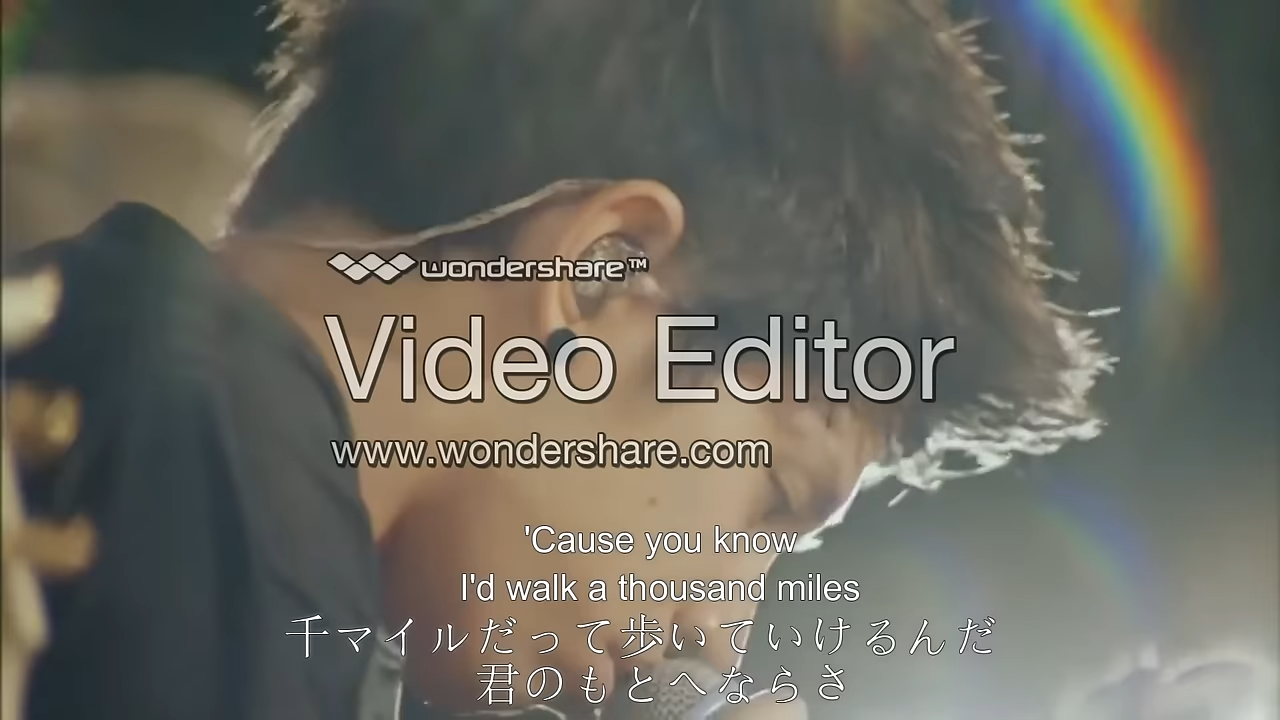 wondershare™
Video Editor
www.wondershare.com
'Cause you know
I'd walk a thousand miles
千マイルだって歩いていけるんだ
君のもとへならさ